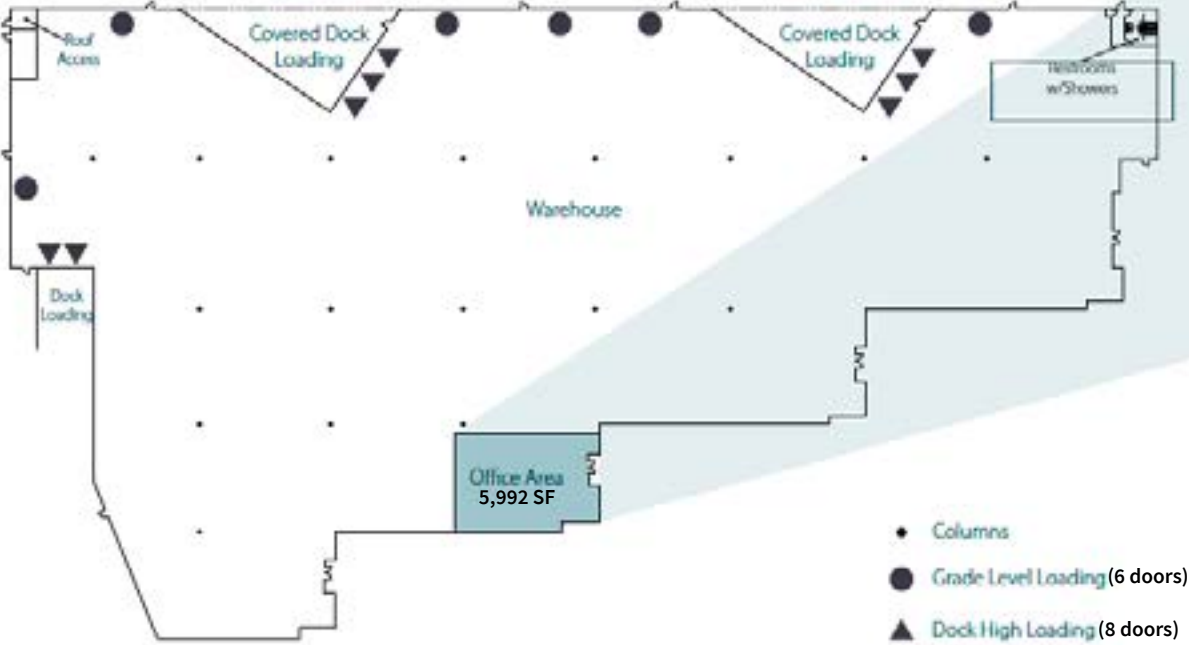 Roof
Access
Covered Dock
Loading
Covered Dock
Loading
Restrooms
w/Showers
Warehouse
Dock
Loading
Office Area
5,992 SF
Columns
Grade Level Loading (6 doors)
Dock High Loading (8 doors)